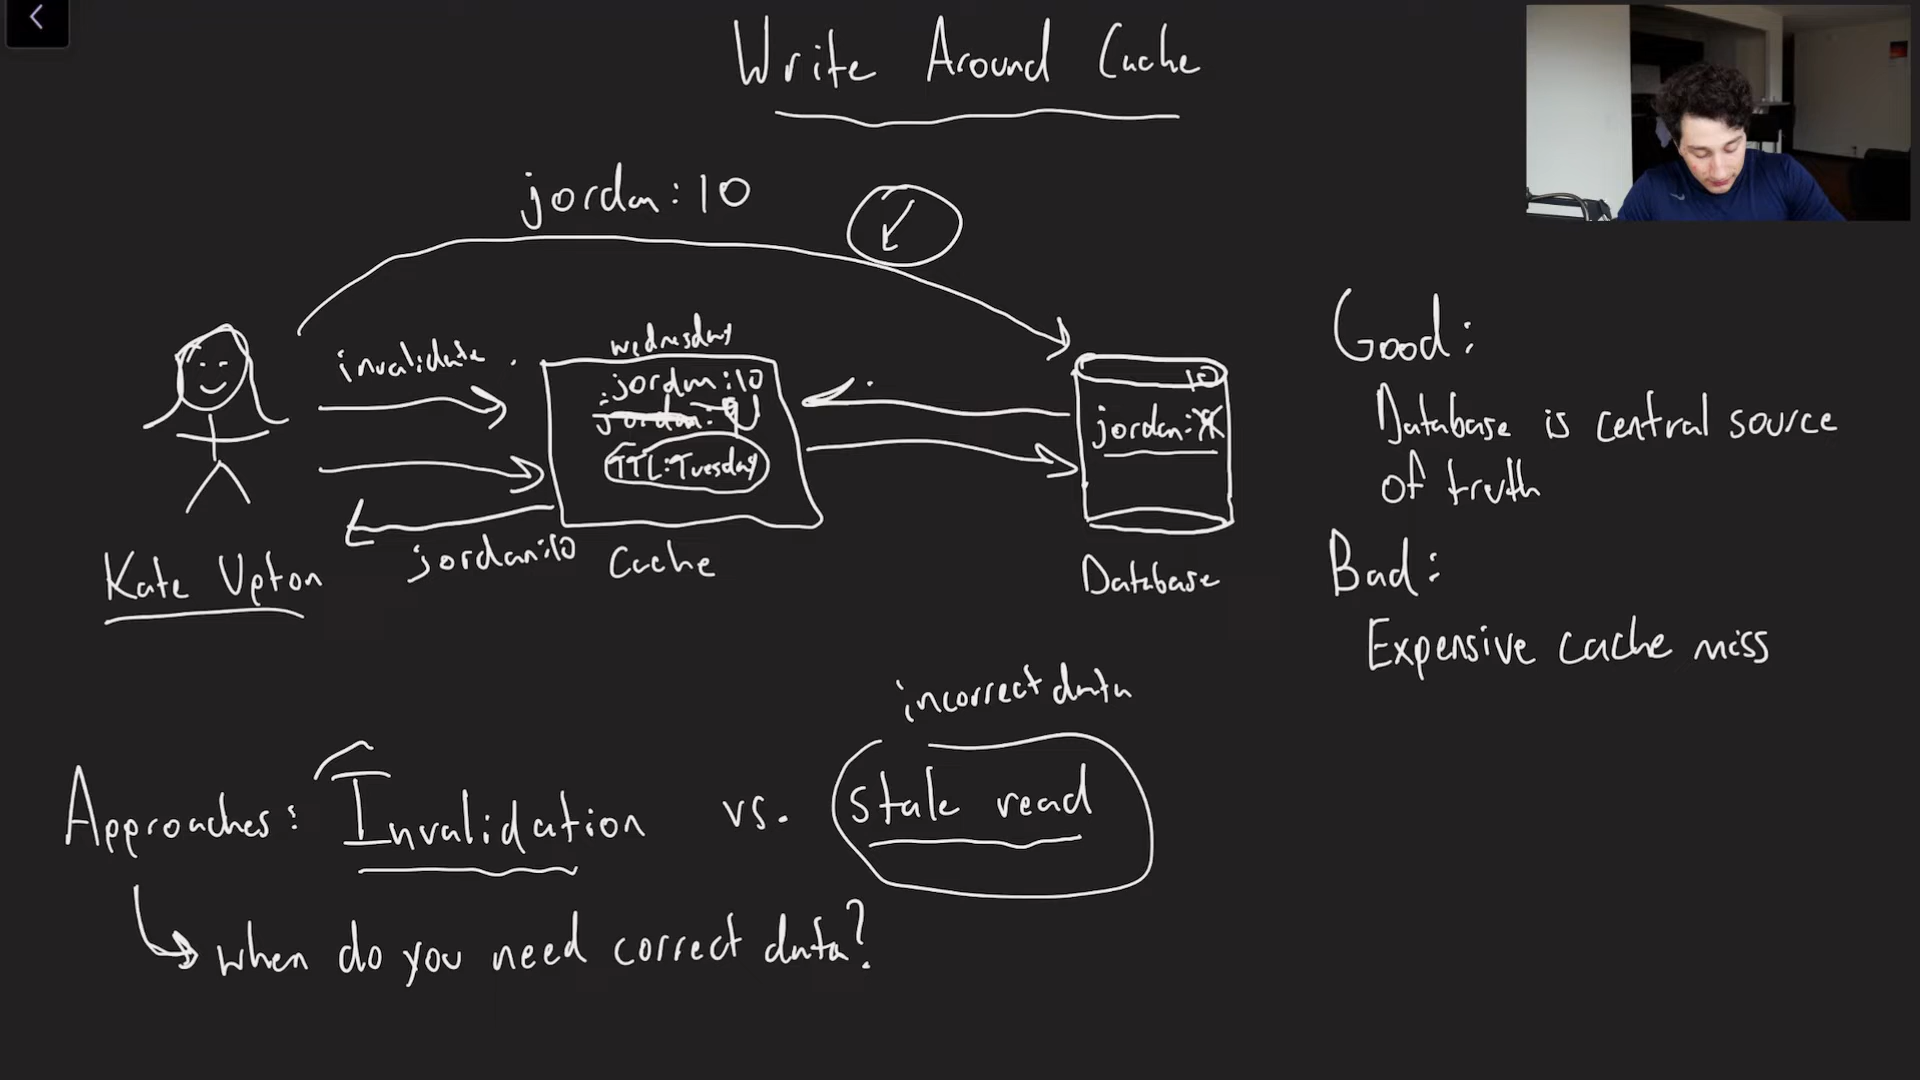 Write Around Cache
jordan:10
invalidate
wednesday
jordan:10
jordan:
TTL:Tuesday
10
jordan:
jordan:10
Cache
Kate Upton
Database
Good:
Database is central source
of truth
Bad:
Expensive cache miss
incorrect data
Approaches: Invalidation vs. stale read
when do you need correct data?